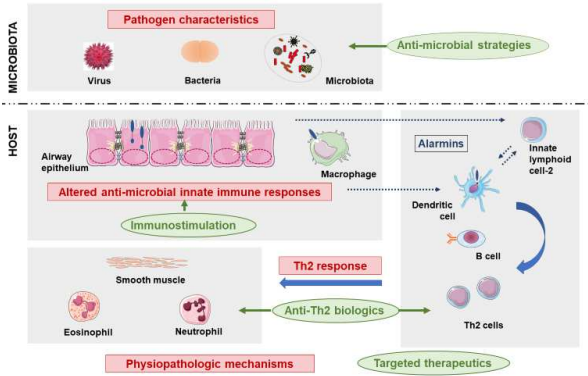 MICROBIOTA
Pathogen characteristics
Anti-microbial strategies
Virus
Bacteria
Microbiota
HOST
Airway
epithelium
Macrophage
Alarmins
Innate
lymphoid
cell-2
Altered anti-microbial innate immune responses
Dendritic
cell
Immunostimulation
B cell
Th2 response
Smooth muscle
Eosinophil
Neutrophil
Anti-Th2 biologics
Th2 cells
Physiopathologic mechanisms
Targeted therapeutics